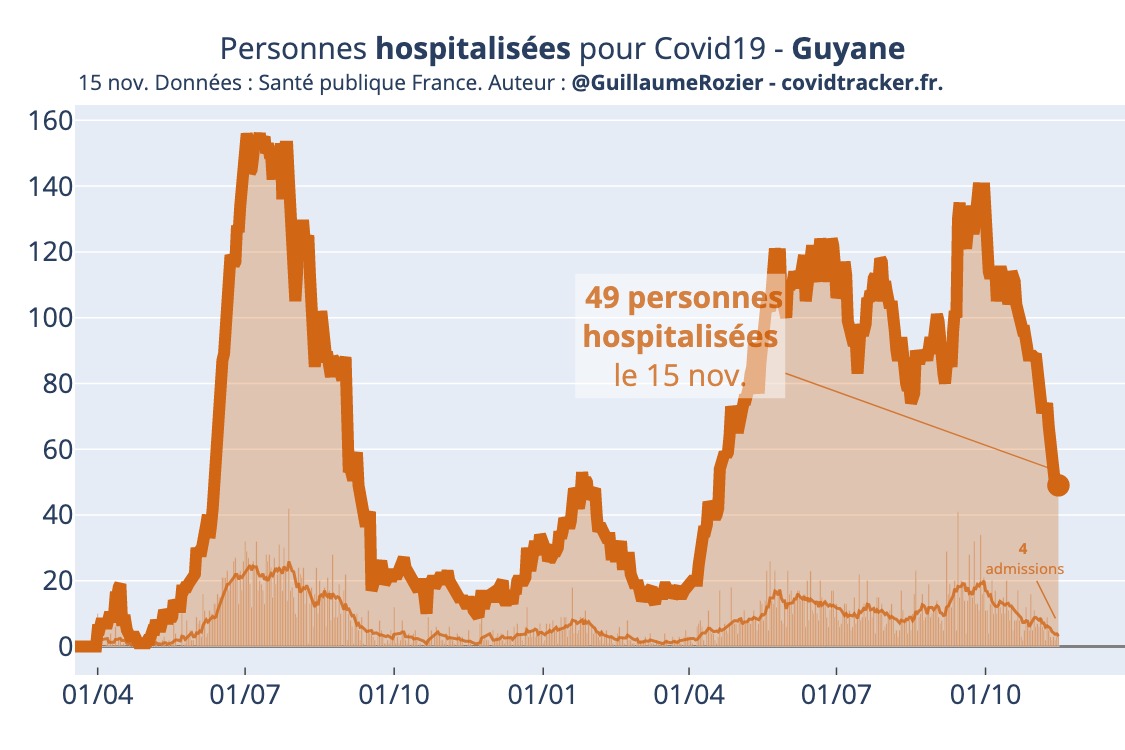 Personnes hospitalisées pour Covid19 - Guyane
15 nov. Données : Santé publique France. Auteur : @GuillaumeRozier - covidtracker.fr.
160
140
120
100
80
60
40
20
0
49 personnes
hospitalisées
le 15 nov.
4
admissions
01/04 01/07 01/10 01/01 01/04 01/07 01/10